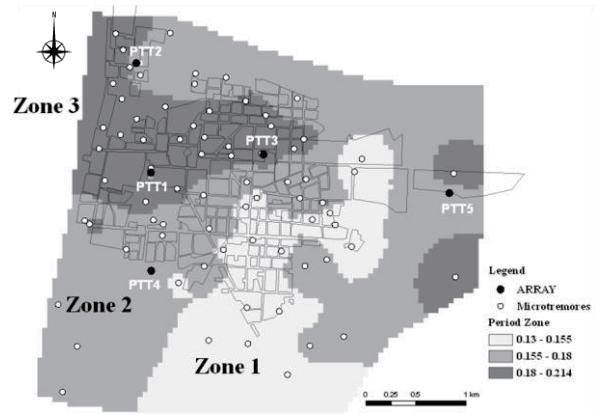 N
PTT2
Zone 3
PTT3
PTT1
PTT5
PTT4
Zone 2
Zone 1
Legend
ARRAY
Microtremores
Period Zone
0.13 - 0.155
0.155 - 0.18
0.18 - 0.214
0 0.25 0.5 1 km